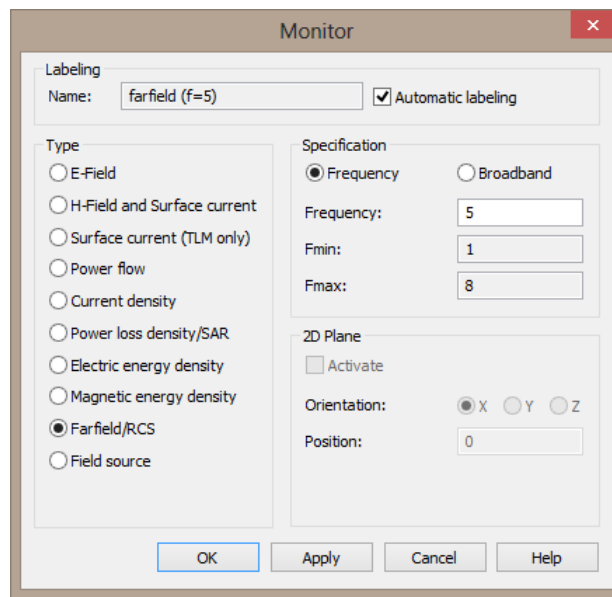 Monitor
Labeling
Name: farfield (f=5) Automatic labeling
Type
E-Field
H-Field and Surface current
Surface current (TLM only)
Power flow
Current density
Power loss density/SAR
Electric energy density
Magnetic energy density
Farfield/RCS
Field source
Specification
Frequency Broadband
Frequency: 5
Fmin: 1
Fmax: 8
2D Plane
Activate
Orientation: X Y Z
Position: 0
OK Apply Cancel Help